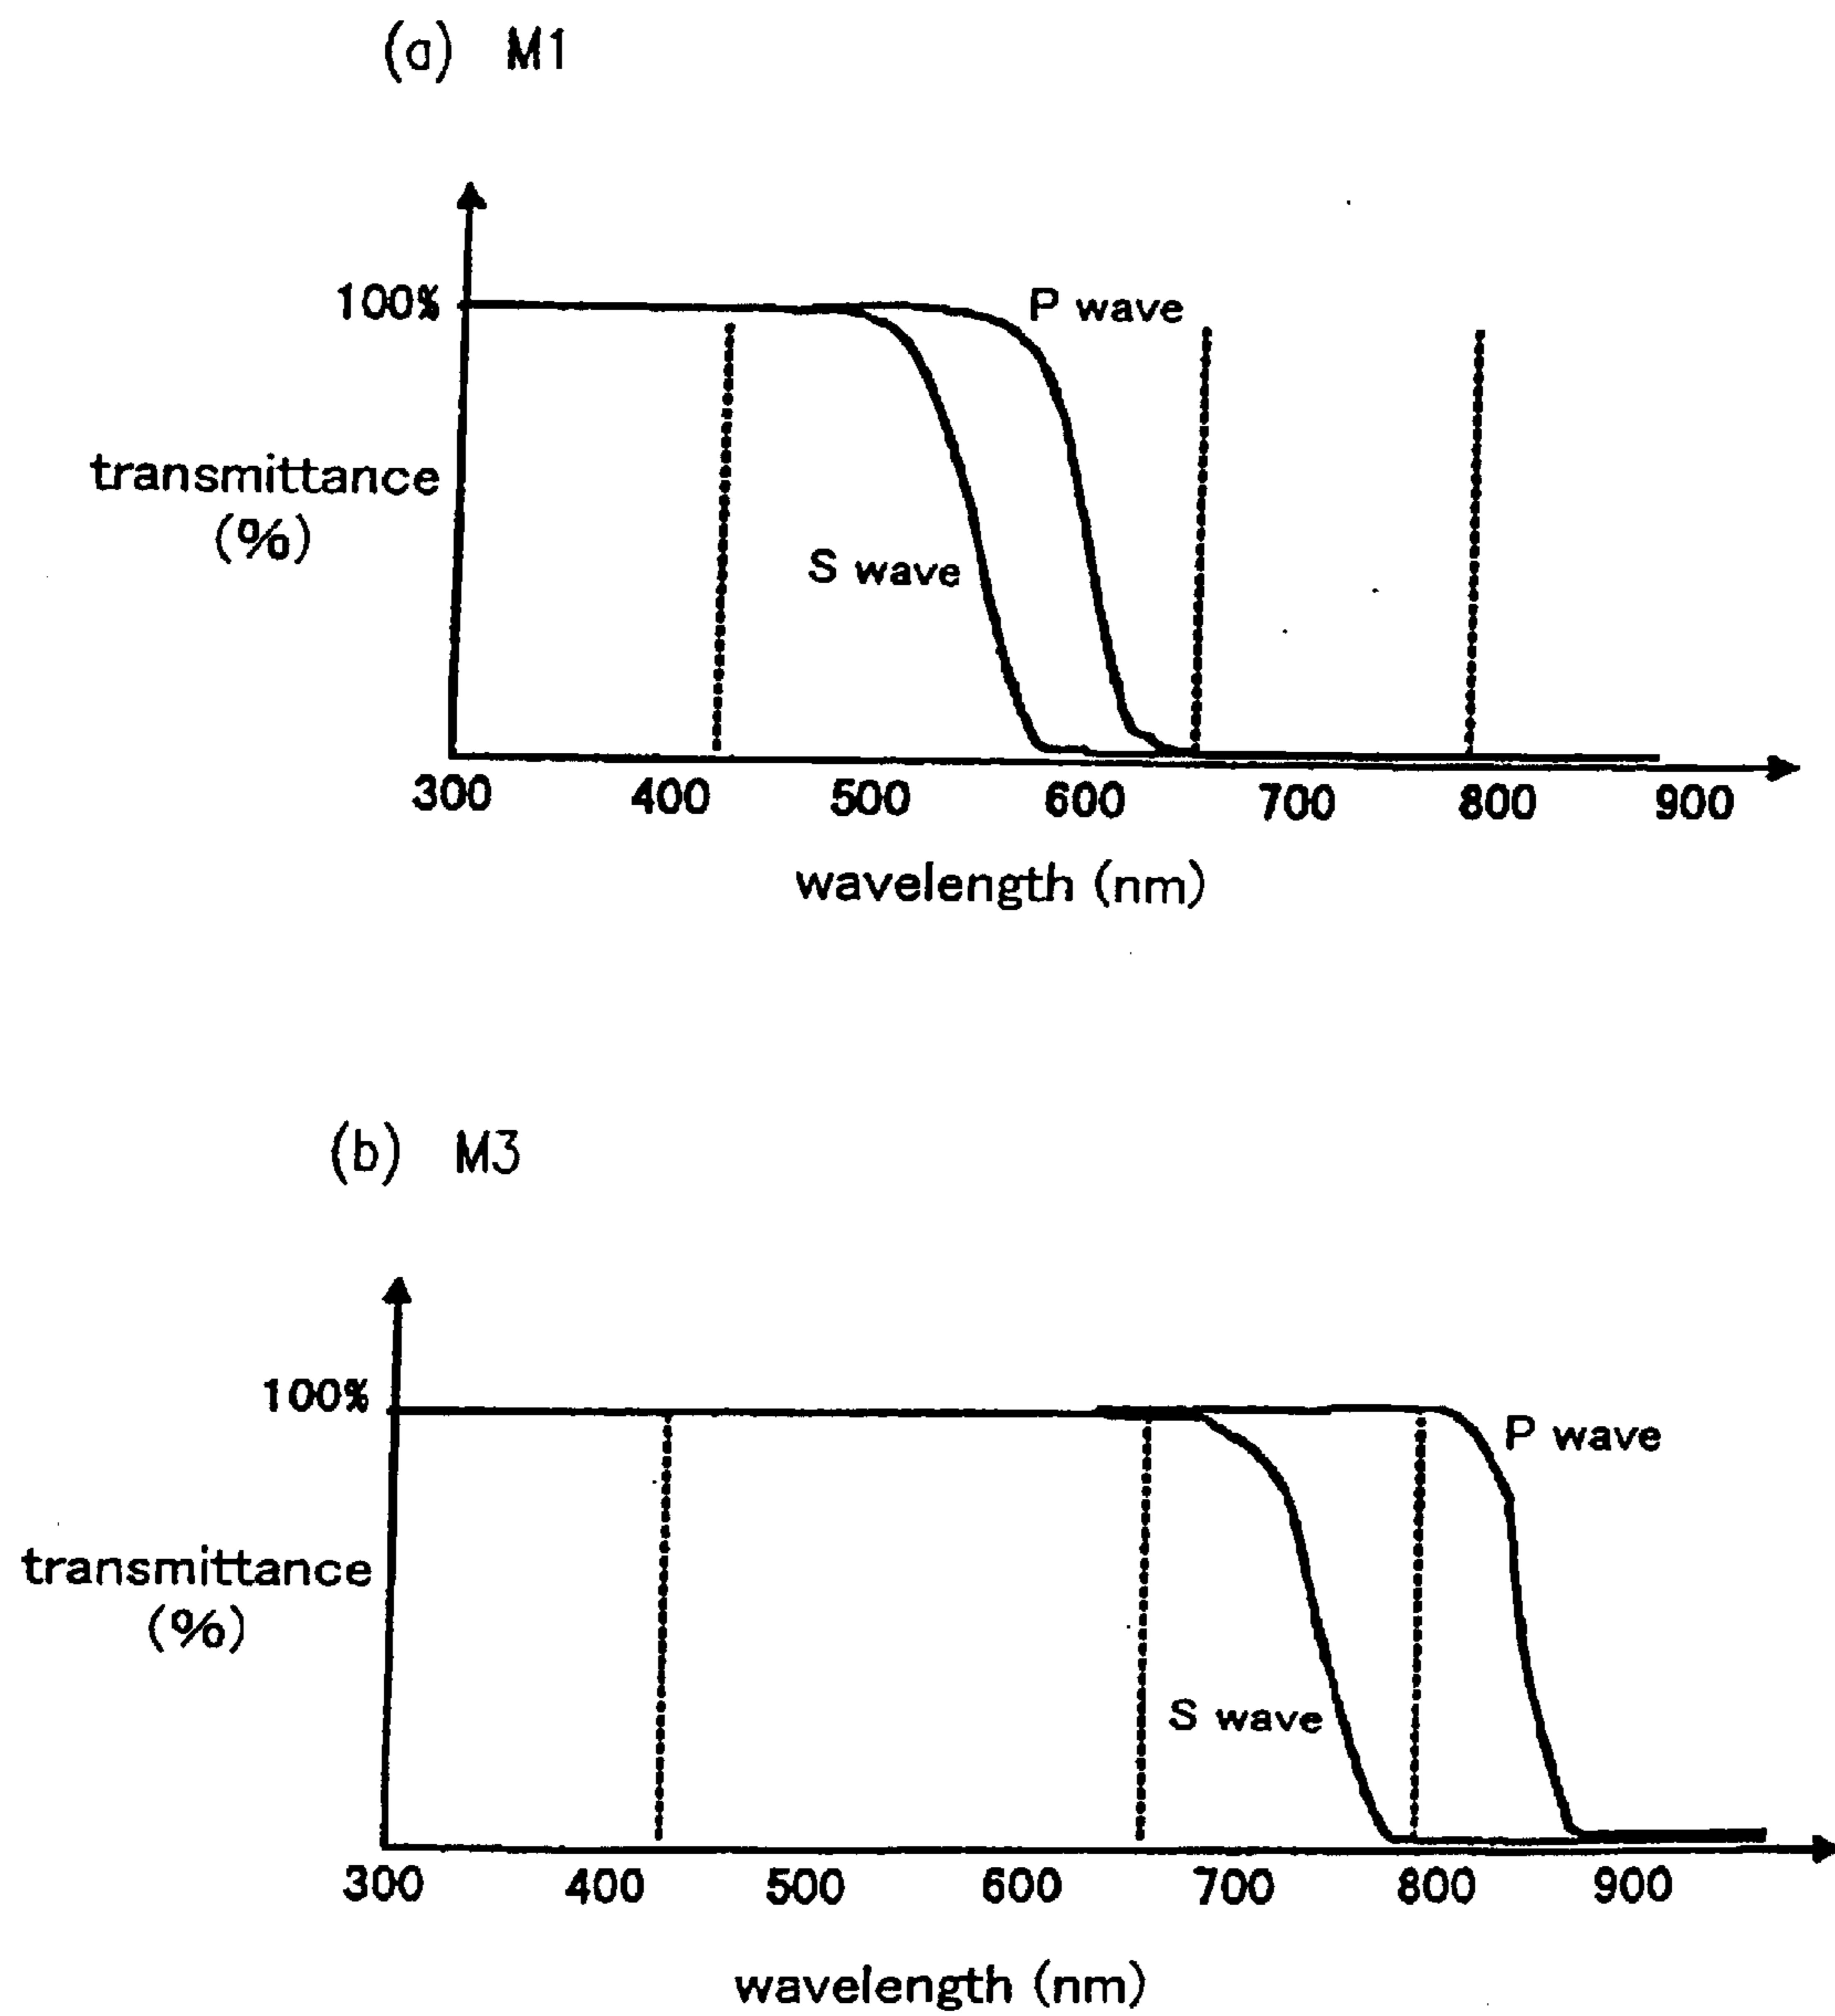 (a) M1
100%
P wave
transmittance
(%)
S wave
300 400 500 600 700 800 900
wavelength (nm)
(b) M3
100%
P wave
transmittance
(%)
S wave
300 400 500 600 700 800 900
wavelength (nm)